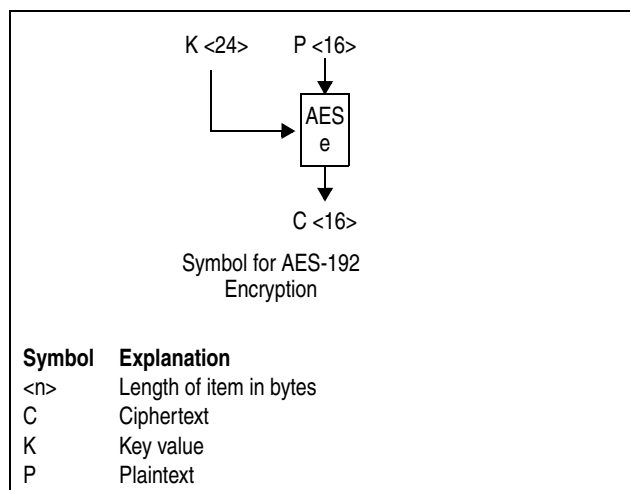 K <24> P <16>
AES
e
C <16>
Symbol for AES-192
Encryption
Symbol Explanation
<n> Length of item in bytes
C Ciphertext
K Key value
P Plaintext